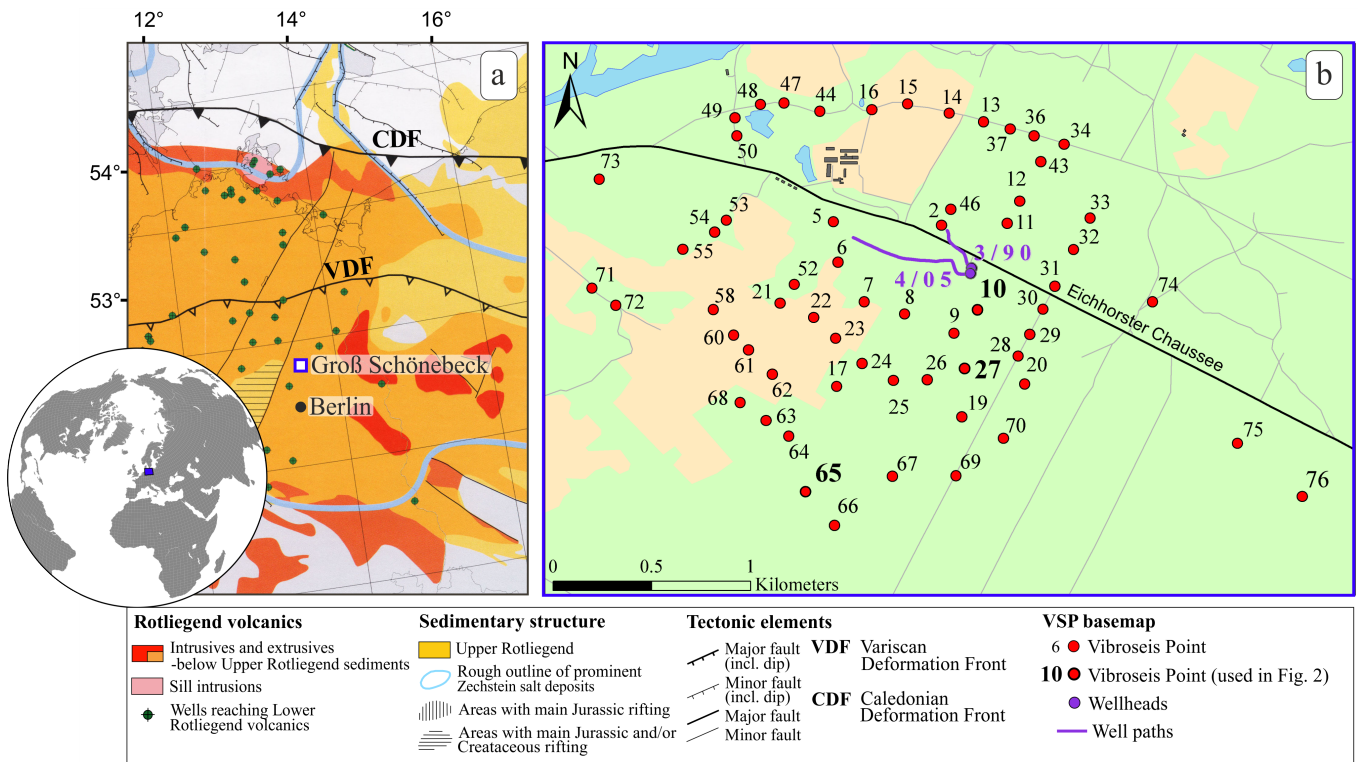 12° 14° 16°
a
CDF
54°
VDF
53°
Groß Schönebeck
Berlin
b
N
48 47 44 16 15 14 13 36 34
49 37
50 43
73 12
53 5 2 46 11 33
54 32
55 6 3/90
4/05
71 52 7 10 31 74
72 58 21 22 8 30 Eichhorster Chaussee
60 23 9 29
61 24 26 27 28 20
62 17 25
68 63 19 70 75
64
65 67 69 76
66
0 0.5 1
Kilometers
Rotliegend volcanics
Intrusives and extrusives
-below Upper Rotliegend sediments
Sill intrusions
Wells reaching Lower
Rotliegend volcanics
Sedimentary structure
Upper Rotliegend
Rough outline of prominent
Zechstein salt deposits
Areas with main Jurassic rifting
Areas with main Jurassic and/or
Creataceous rifting
Tectonic elements
Major fault
(incl. dip)
Minor fault
(incl. dip)
Major fault
Minor fault
VDF Variscan
Deformation Front
CDF Caledonian
Deformation Front
VSP basemap
6 Vibroseis Point
10 Vibroseis Point (used in Fig. 2)
Wellheads
Well paths